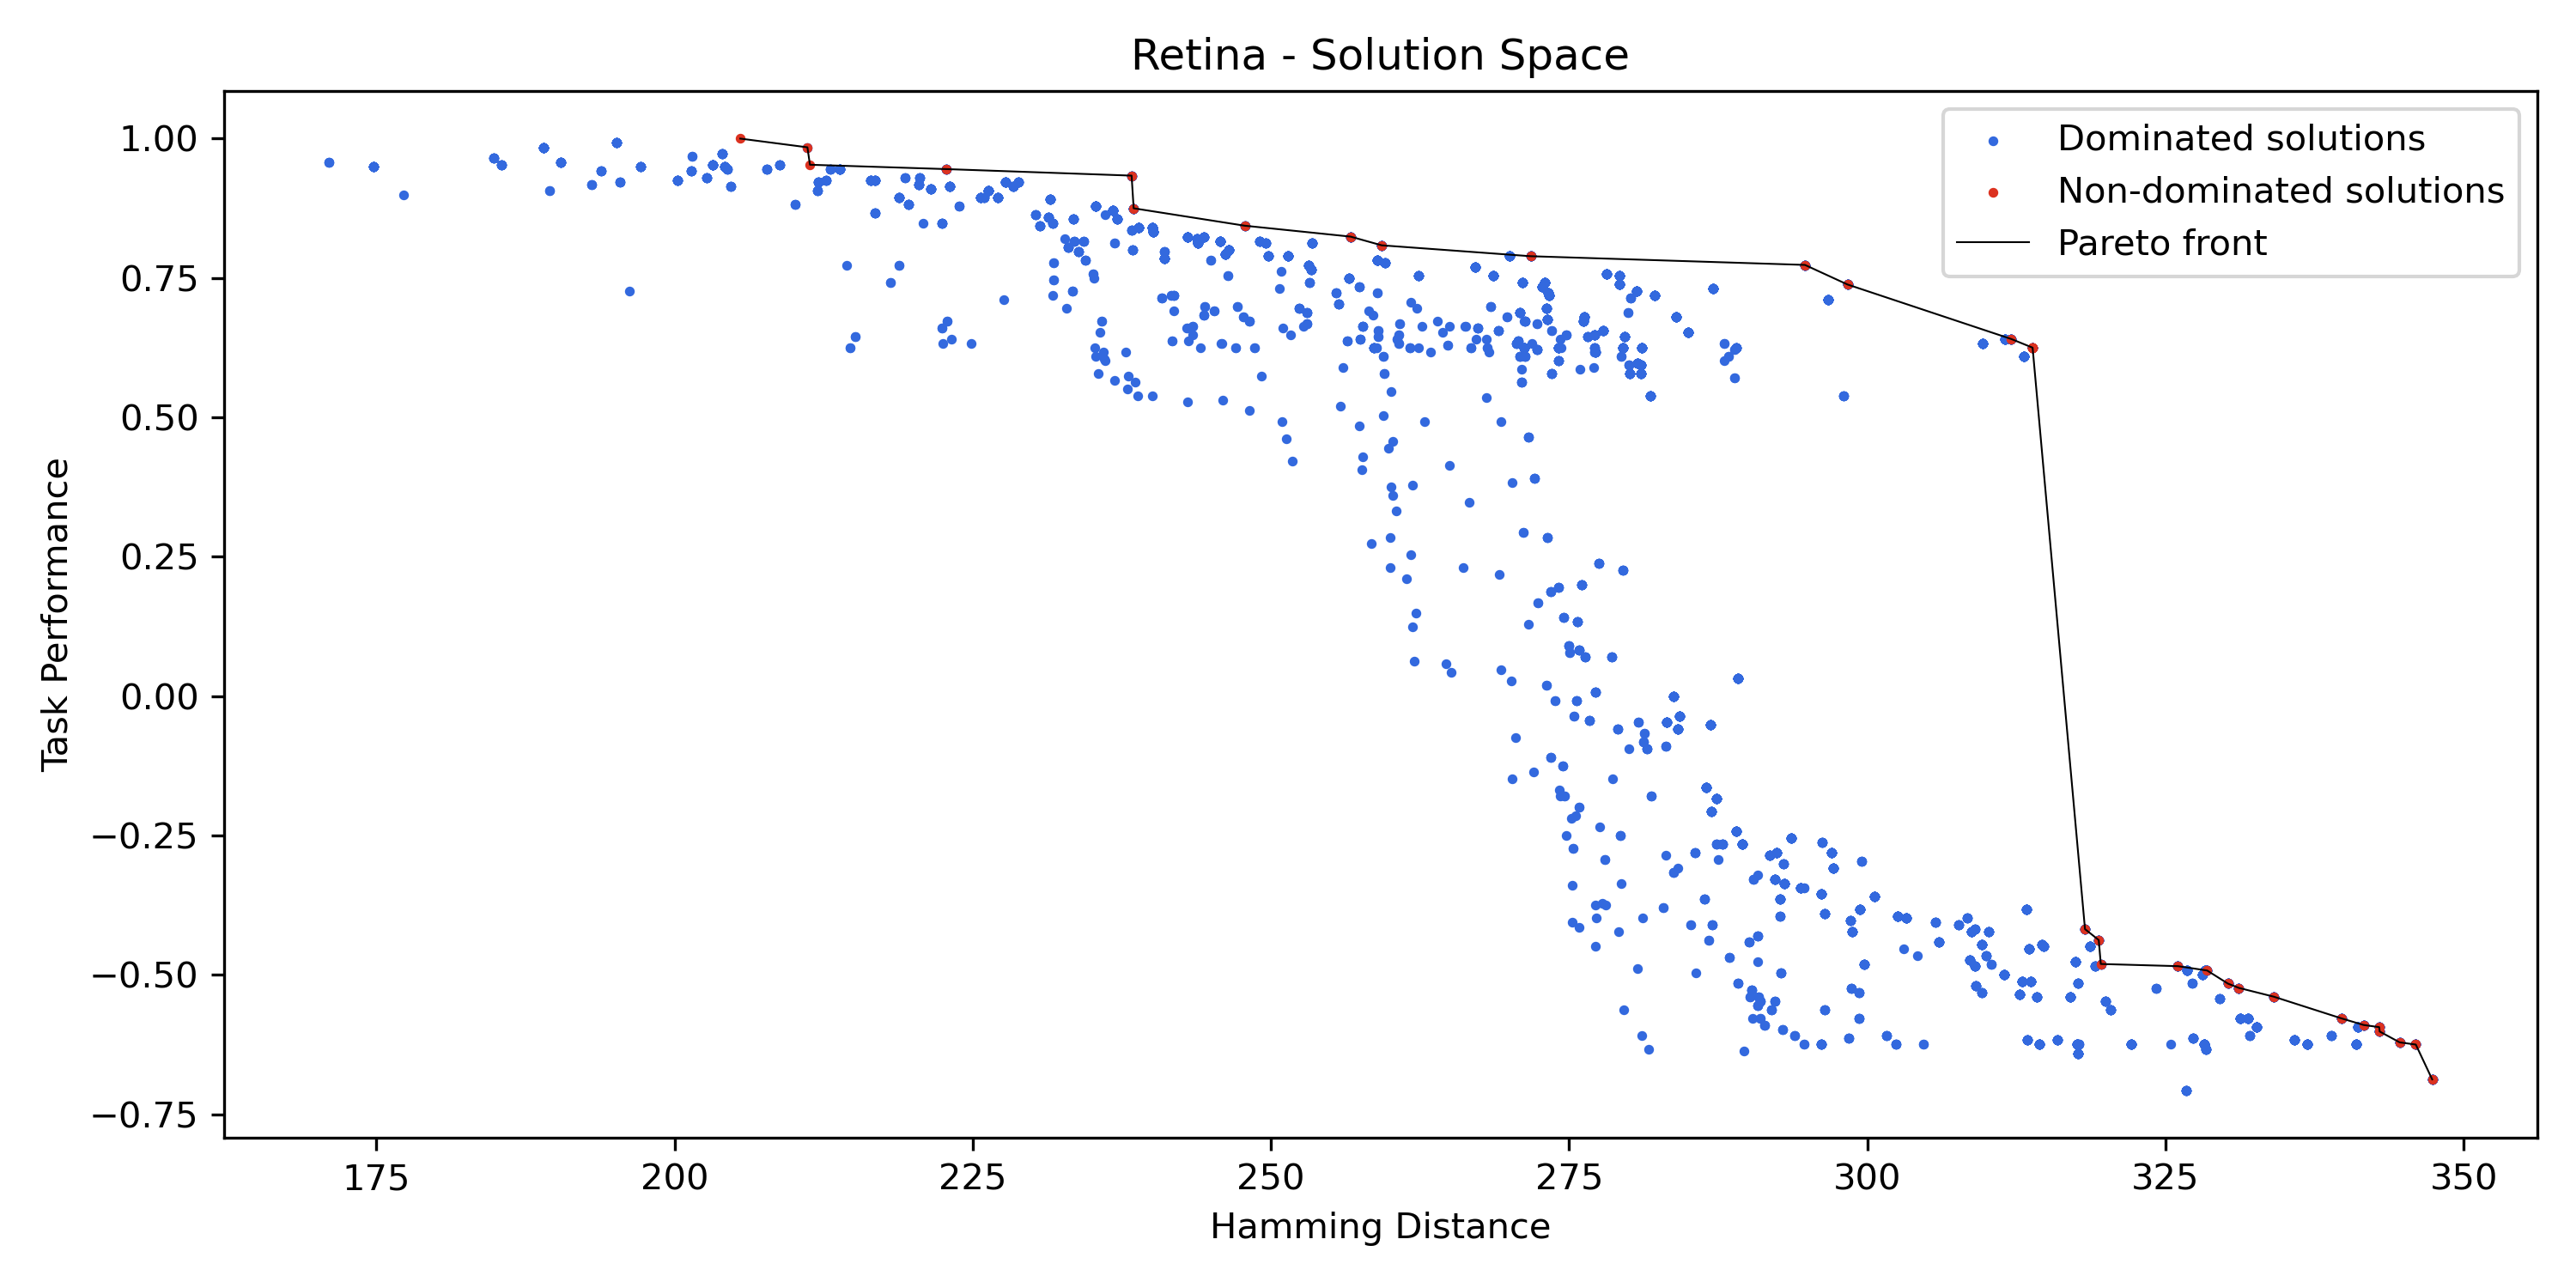 Retina - Solution Space
Dominated solutions
Non-dominated solutions
Pareto front
Task Performance
1.00
0.75
0.50
0.25
0.00
−0.25
−0.50
−0.75
175 200 225 250 275 300 325 350
Hamming Distance